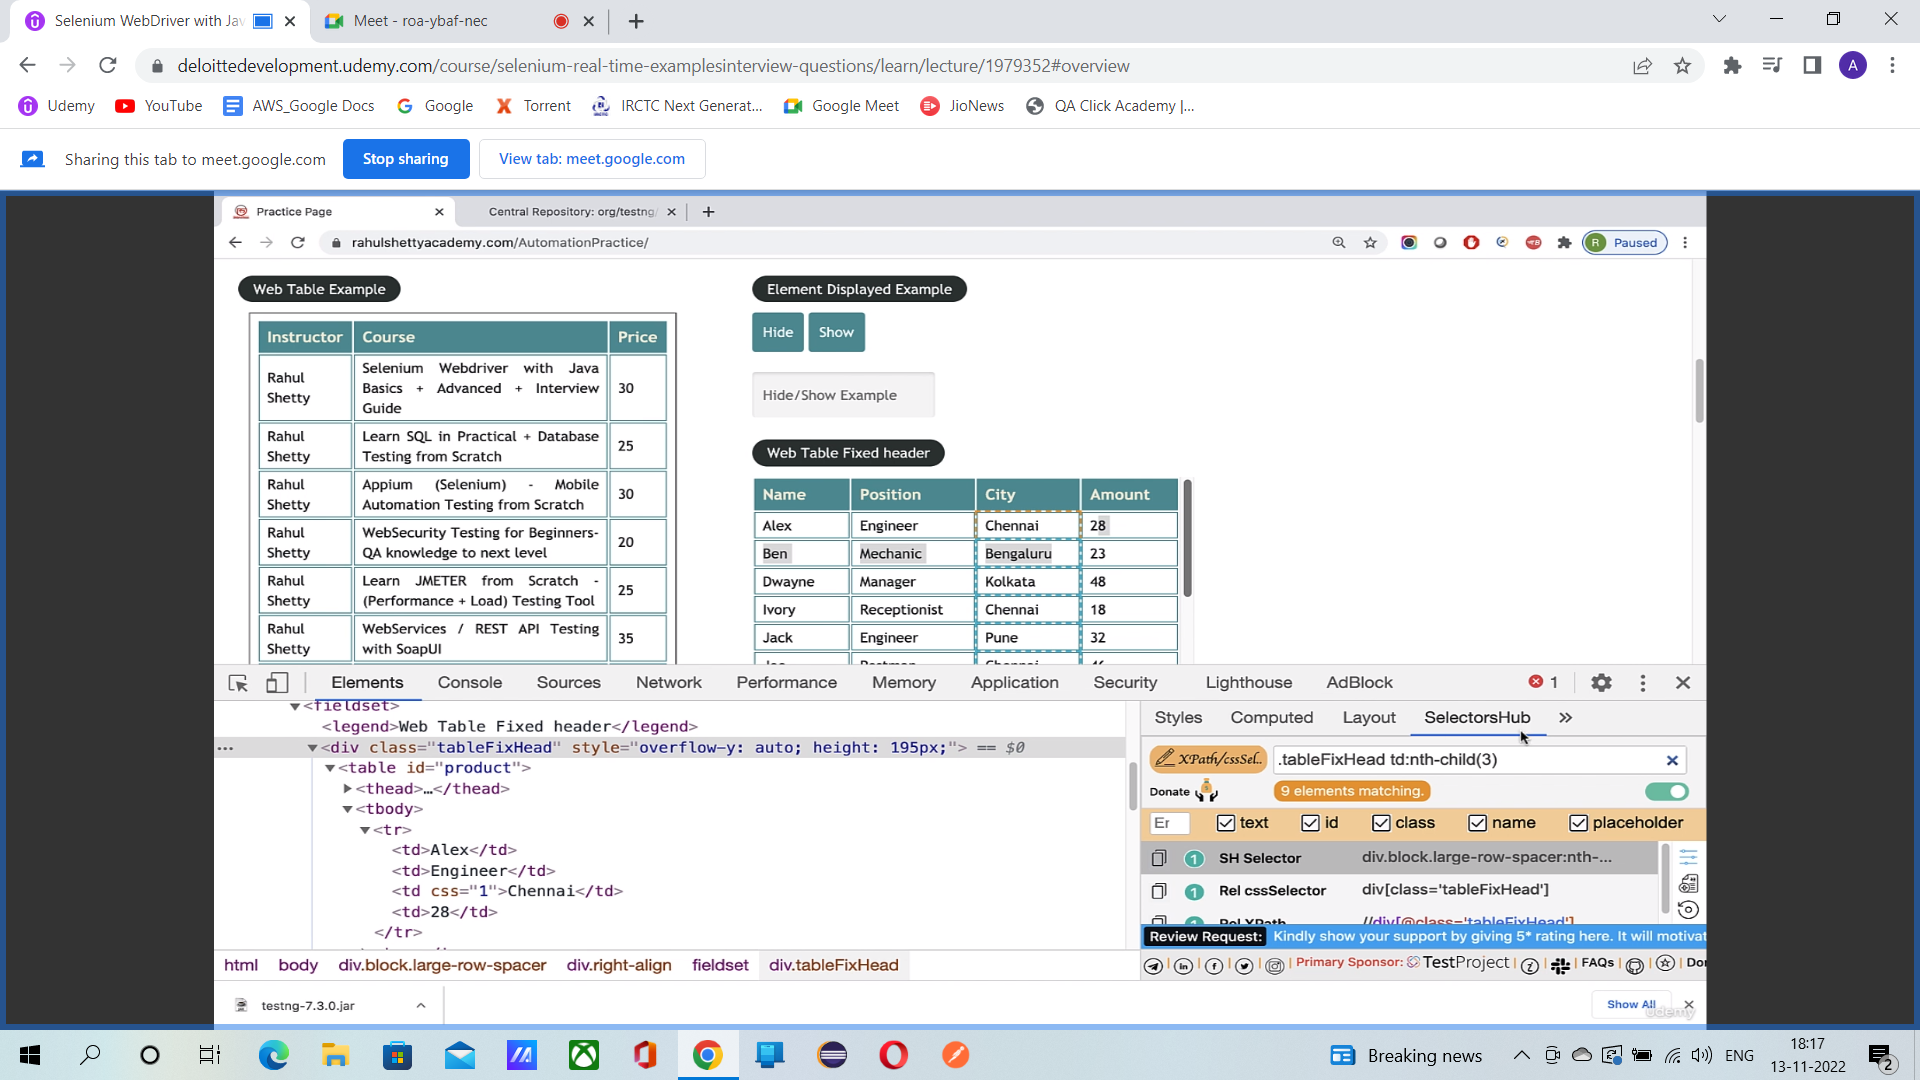 Selenium WebDriver with Jav
Meet - roa-ybaf-nec
deloittedevelopment.udemy.com/course/selenium-real-time-examplesinterview-questions/learn/lecture/1979352#overview
A
Udemy YouTube AWS_Google Docs Google Torrent IRCTC Next Generat... Google Meet JioNews QA Click Academy |...
Sharing this tab to meet.google.com Stop sharing View tab: meet.google.com
Practice Page Central Repository: org/testng/
rahulshettyacademy.com/AutomationPractice/ R Paused
Web Table Example
Instructor Course Price
Rahul Shetty Selenium Webdriver with Java Basics + Advanced + Interview Guide 30
Rahul Shetty Learn SQL in Practical + Database Testing from Scratch 25
Rahul Shetty Appium (Selenium) - Mobile Automation Testing from Scratch 30
Rahul Shetty WebSecurity Testing for Beginners-QA knowledge to next level 20
Rahul Shetty Learn JMETER from Scratch - (Performance + Load) Testing Tool 25
Rahul Shetty WebServices / REST API Testing with SoapUI 35
Element Displayed Example
Hide Show
Hide/Show Example
Web Table Fixed header
Name Position City Amount
Alex Engineer Chennai 28
Ben Mechanic Bengaluru 23
Dwayne Manager Kolkata 48
Ivory Receptionist Chennai 18
Jack Engineer Pune 32
Elements Console Sources Network Performance Memory Application Security Lighthouse AdBlock 1
<fieldset>
<legend>Web Table Fixed header</legend>
<div class="tableFixHead" style="overflow-y: auto; height: 195px;"> == $0
<table id="product">
<thead>…</thead>
<tbody>
<tr>
<td>Alex</td>
<td>Engineer</td>
<td css="1">Chennai</td>
<td>28</td>
</tr>
html body div.block.large-row-spacer div.right-align fieldset div.tableFixHead
Styles Computed Layout SelectorsHub
XPath/cssSel.. .tableFixHead td:nth-child(3)
Donate 9 elements matching.
Er text id class name placeholder
1 SH Selector div.block.large-row-spacer:nth-...
1 Rel cssSelector div[class='tableFixHead']
Rel XPath //div[@class='tableFixHead']
Review Request: Kindly show your support by giving 5* rating here. It will motivat
Primary Sponsor: TestProject FAQs Don
testng-7.3.0.jar Show All
udemy
Breaking news ENG 18:17
13-11-2022
2